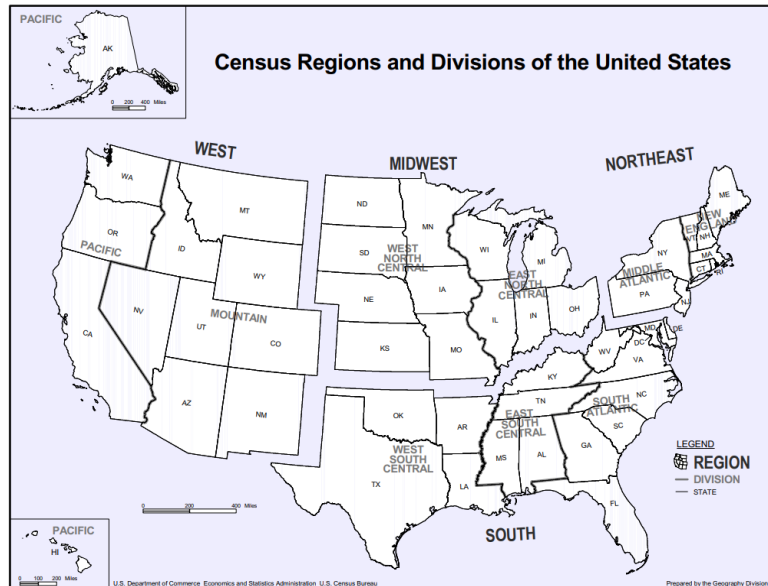 PACIFIC
AK
0 200 400 Miles
Census Regions and Divisions of the United States
WEST
MIDWEST
NORTHEAST
WA
OR
PACIFIC
CA
NV
ID
MT
WY
MOUNTAIN
UT
CO
AZ
NM
ND
SD
MN
WEST
NORTH
CENTRAL
NE
IA
KS
MO
WI
MI
EAST
NORTH
CENTRAL
IL
IN
OH
ME
NEW
ENGLAND
VT
NH
MA
CT
RI
NY
MIDDLE
ATLANTIC
PA
NJ
OK
AR
WEST
SOUTH
CENTRAL
TX
LA
KY
TN
EAST
SOUTH
CENTRAL
MS
AL
MD
DE
DC
WV
VA
NC
SOUTH
ATLANTIC
SC
GA
FL
SOUTH
LEGEND
REGION
DIVISION
STATE
0 200 400 Miles
PACIFIC
HI
0 100 200 Miles
U.S. Department of Commerce Economics and Statistics Administration U.S. Census Bureau
Prepared by the Geography Division